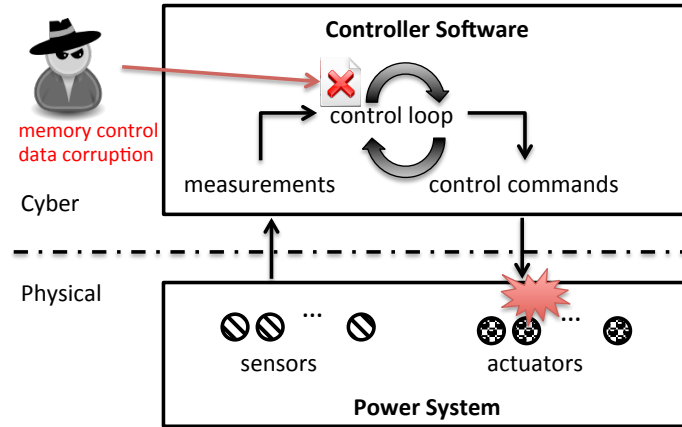 Controller Software
memory control
data corruption
control loop
measurements
control commands
Cyber
Physical
...
...
sensors
actuators
Power System